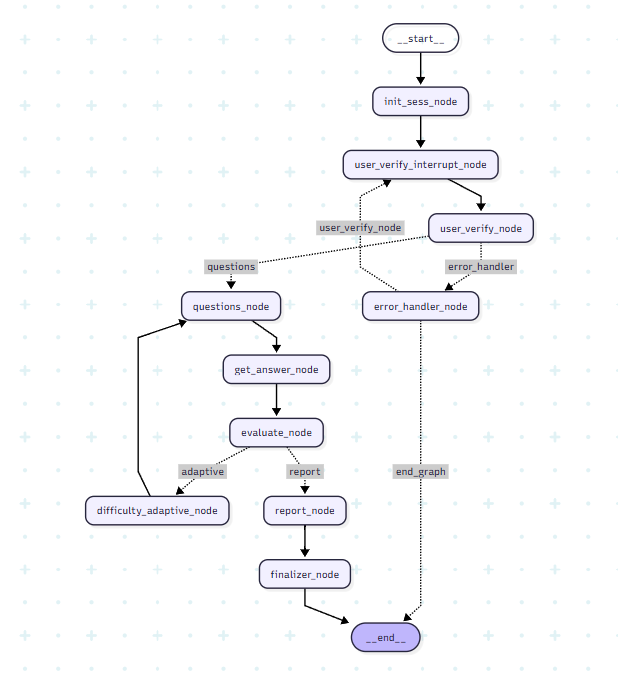 __start__
init_sess_node
user_verify_interrupt_node
user_verify_node
user_verify_node
questions
error_handler
questions_node
error_handler_node
get_answer_node
evaluate_node
adaptive
report
end_graph
difficulty_adaptive_node
report_node
finalizer_node
__end__